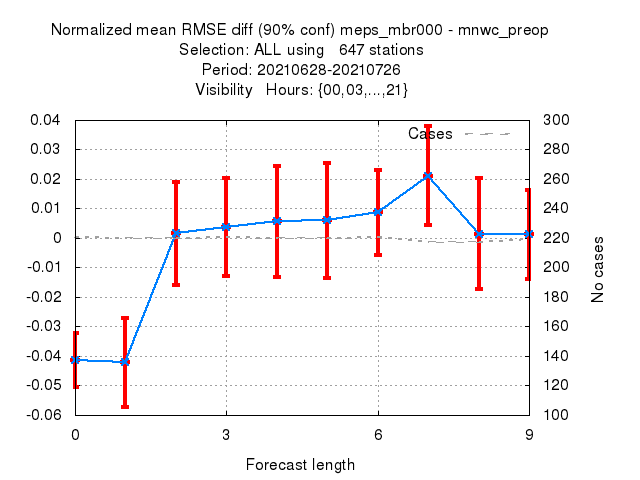 Normalized mean RMSE diff (90% conf) meps_mbr000 - mnwc_preop
Selection: ALL using   647 stations
Period: 20210628-20210726
Visibility   Hours: {00,03,...,21}
Cases
0.04 300
0.03 280
0.02 260
0.01 240
0 220
-0.01 200
-0.02 180
-0.03 160
-0.04 140
-0.05 120
-0.06 100
No cases
0 3 6 9
Forecast length